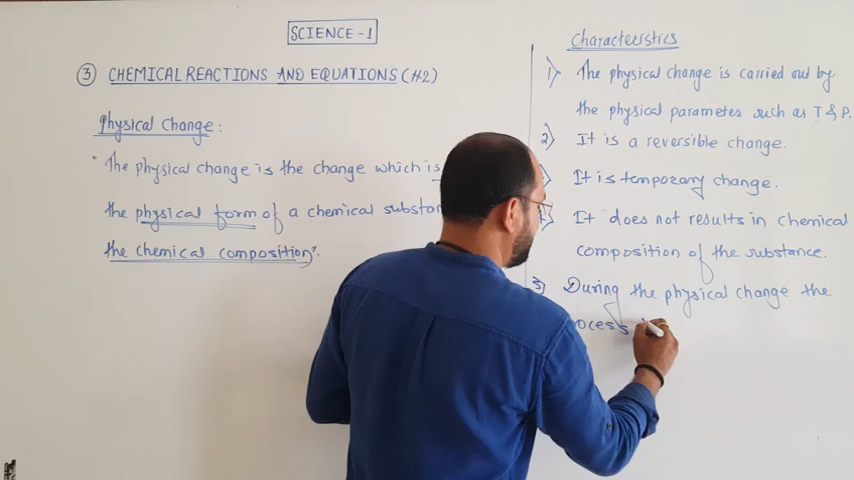 SCIENCE-1
③ CHEMICAL REACTIONS AND EQUATIONS (H.2)
Physical Change:
"The physical change is the change which is
the physical form of a chemical substan
the chemical composition".
Characteristics
1) The physical change is carried out by
the physical parametes such as T & P.
2) It is a reversible change.
It is temporary change.
It does not results in chemical
composition of the substance.
5) During the physical change the
ocess